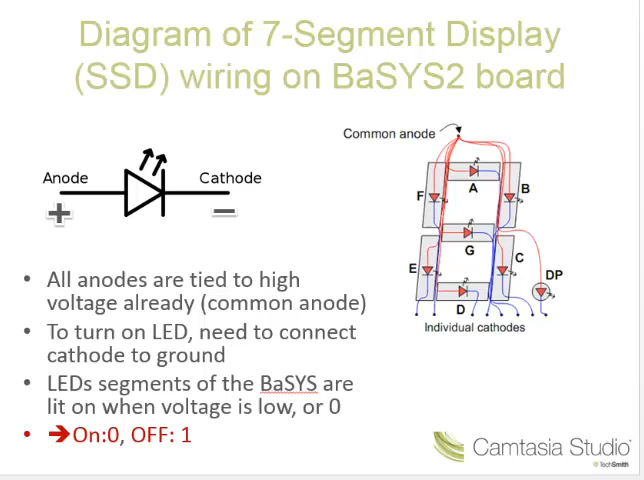 Diagram of 7-Segment Display
(SSD) wiring on BaSYS2 board
Anode
Cathode
+
−
Common anode
A
F
B
G
E
C
DP
D
Individual cathodes
• All anodes are tied to high
voltage already (common anode)
• To turn on LED, need to connect
cathode to ground
• LEDs segments of the BaSYS are
lit on when voltage is low, or 0
• ➔On:0, OFF: 1
Camtasia Studio
TechSmith